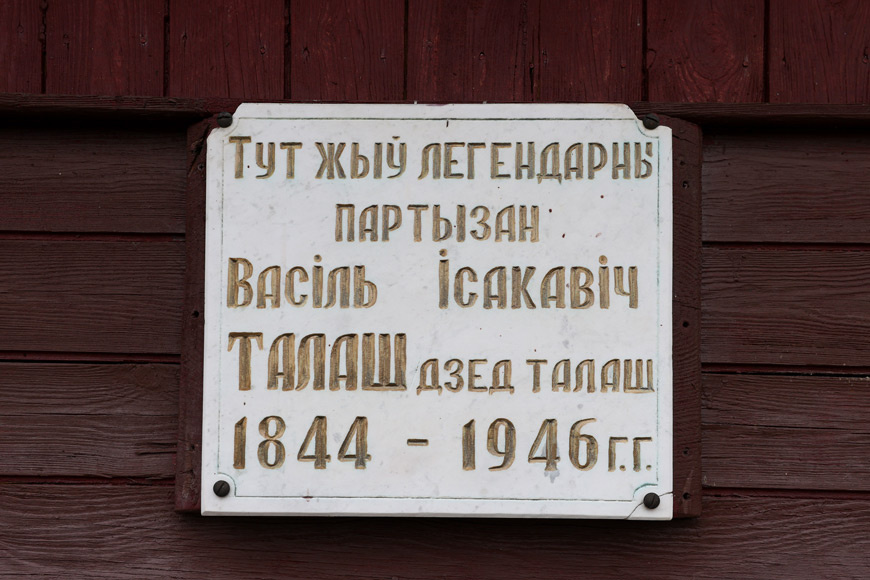 Тут жыў легендарны
партызан
Васіль Ісакавіч
Талаш дзед Талаш
1844 - 1946 г.г.